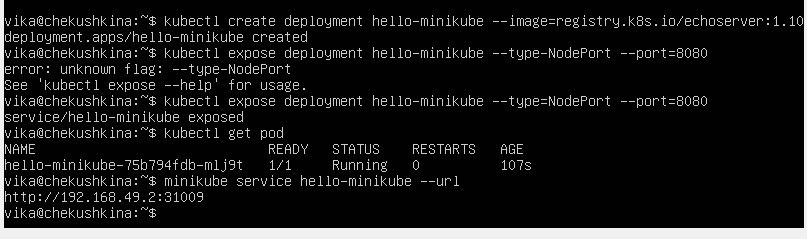 vika@chekushkina:~$ kubectl create deployment hello-minikube --image=registry.k8s.io/echoserver:1.10
deployment.apps/hello-minikube created
vika@chekushkina:~$ kubectl expose deployment hello-minikube --type-NodePort --port=8080
error: unknown flag: --type-NodePort
See 'kubectl expose --help' for usage.
vika@chekushkina:~$ kubectl expose deployment hello-minikube --type=NodePort --port=8080
service/hello-minikube exposed
vika@chekushkina:~$ kubectl get pod
NAME READY STATUS RESTARTS AGE
hello-minikube-75b794fdb-mlj9t 1/1 Running 0 107s
vika@chekushkina:~$ minikube service hello-minikube --url
http://192.168.49.2:31009
vika@chekushkina:~$